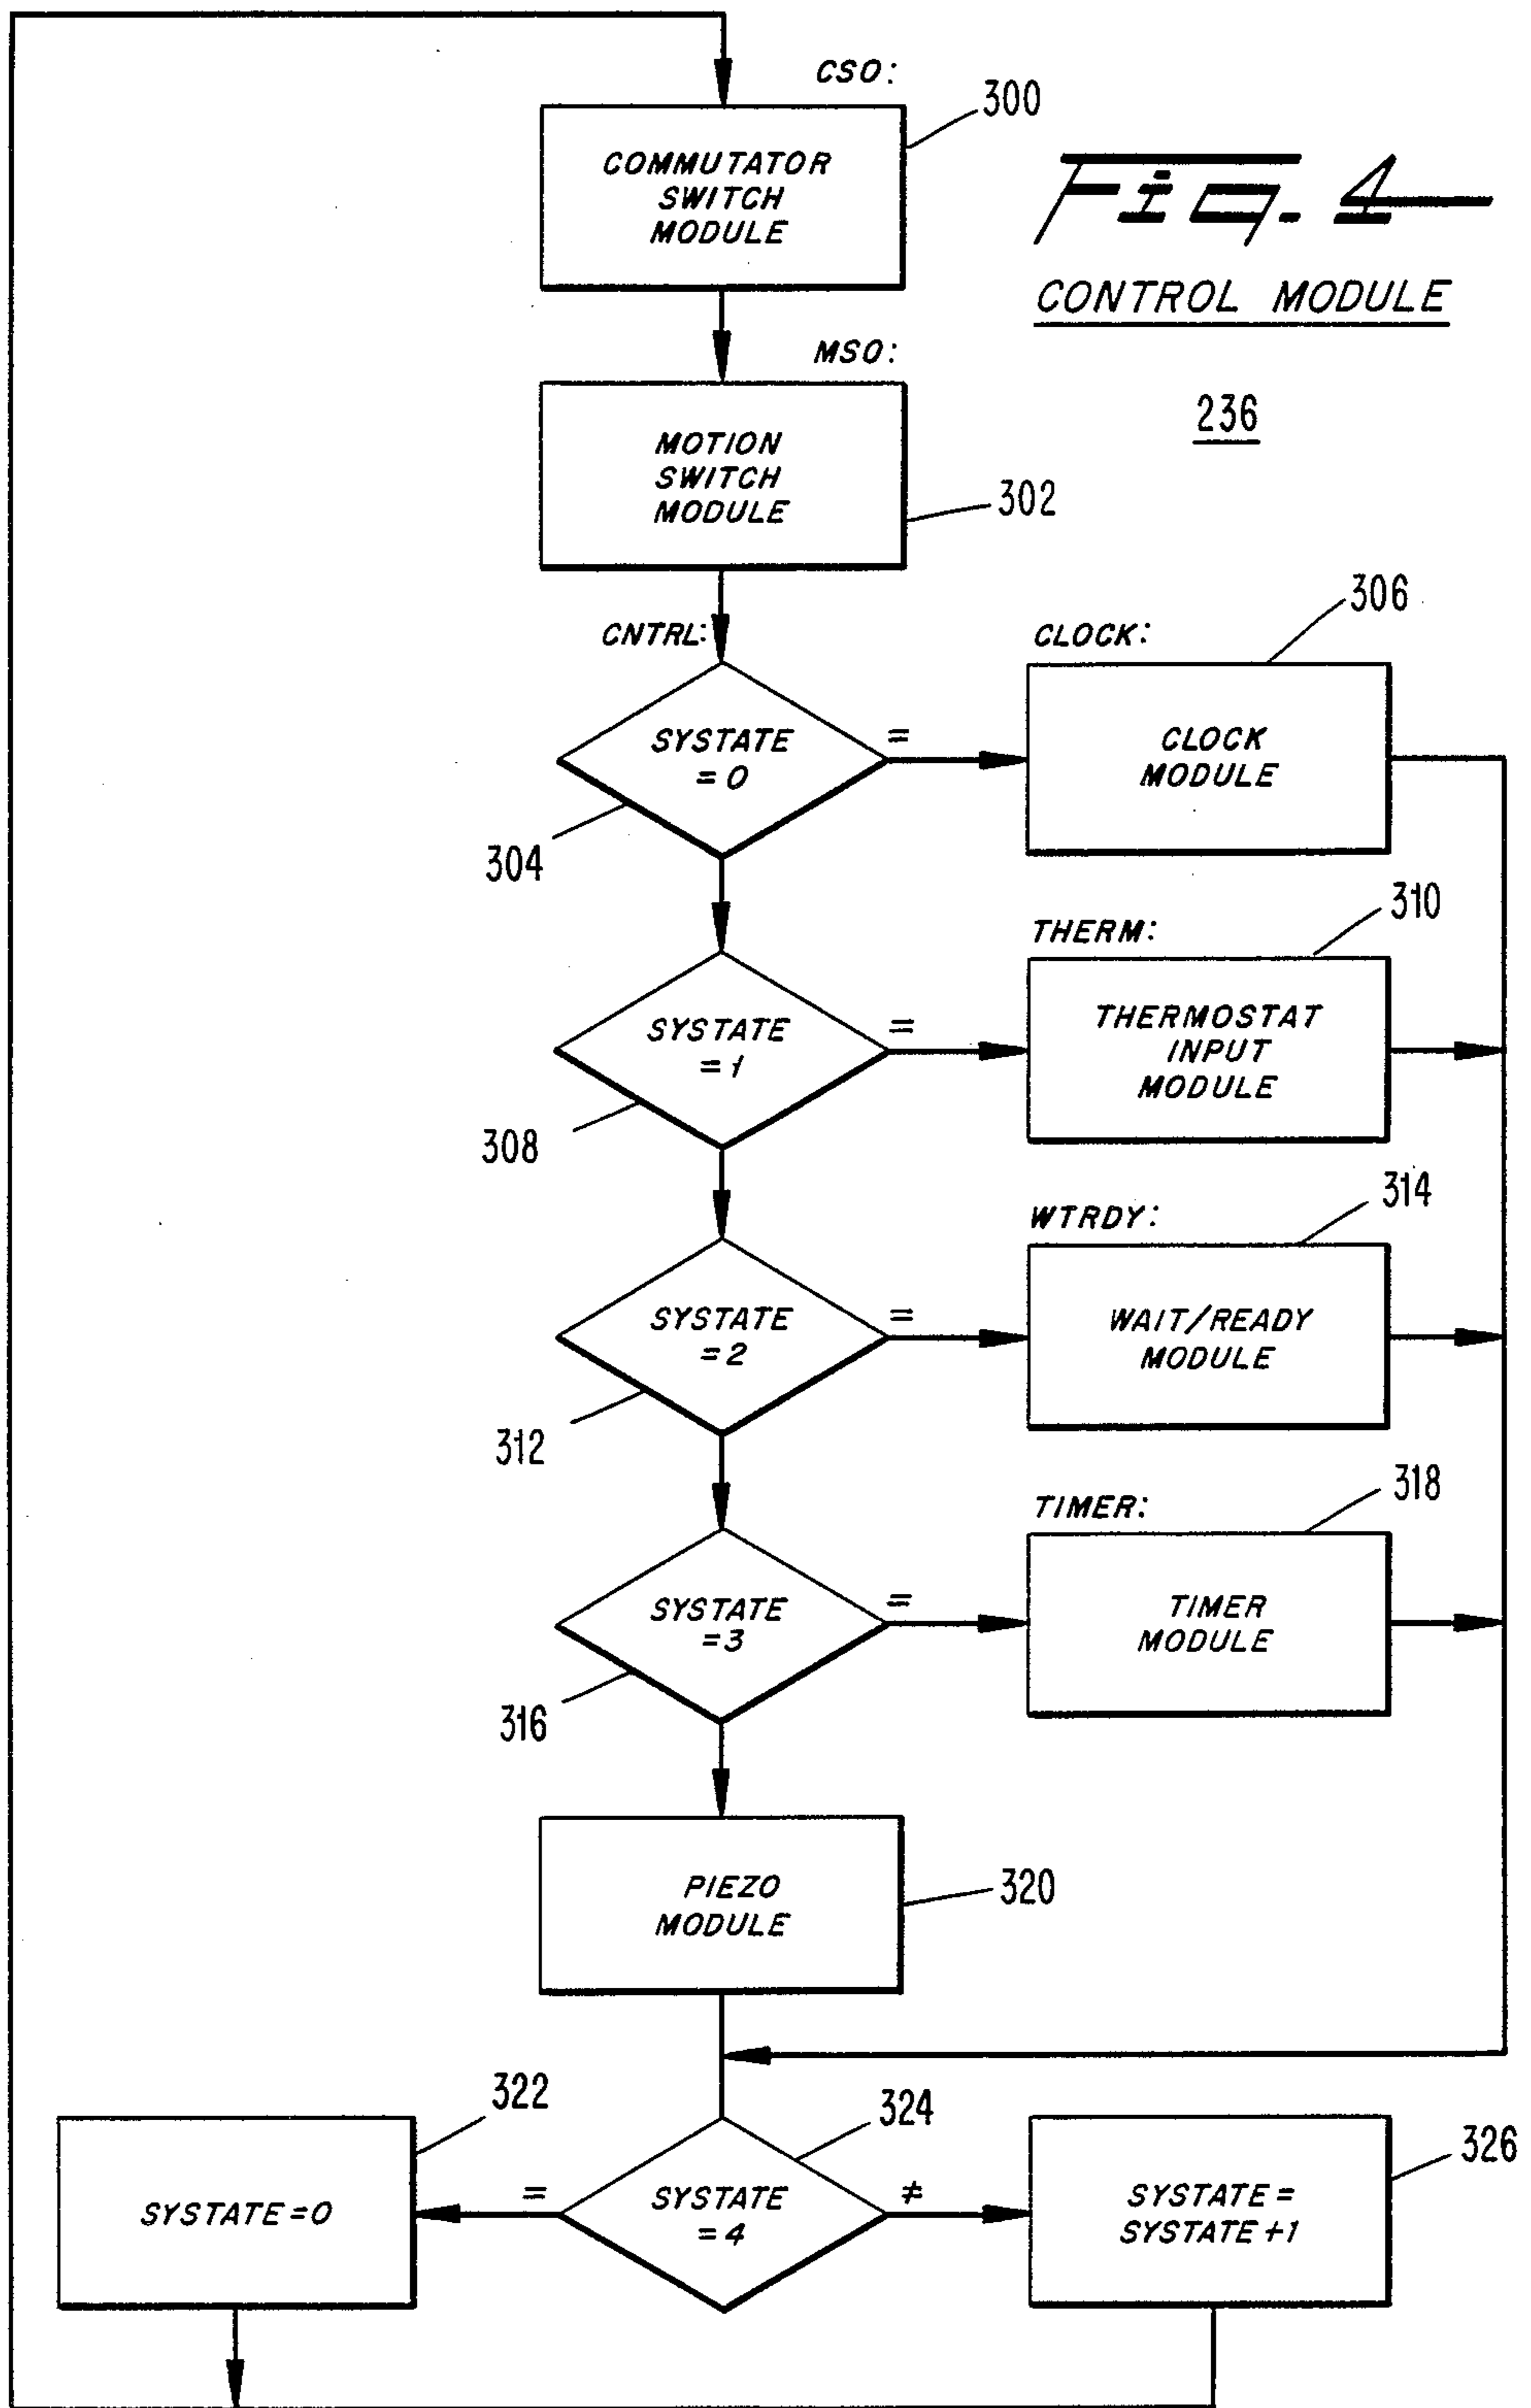 CSO:
300
COMMUTATOR
SWITCH
MODULE
Fig. 4
CONTROL MODULE
MSO:
236
MOTION
SWITCH
MODULE
302
CNTRL:
CLOCK:
306
SYSTATE
=0
=
CLOCK
MODULE
304
THERM:
310
SYSTATE
=1
=
THERMOSTAT
INPUT
MODULE
308
WTRDY:
314
SYSTATE
=2
=
WAIT/READY
MODULE
312
TIMER:
318
SYSTATE
=3
=
TIMER
MODULE
316
PIEZO
MODULE
320
322
324
326
SYSTATE=0
=
SYSTATE
=4
≠
SYSTATE=
SYSTATE+1